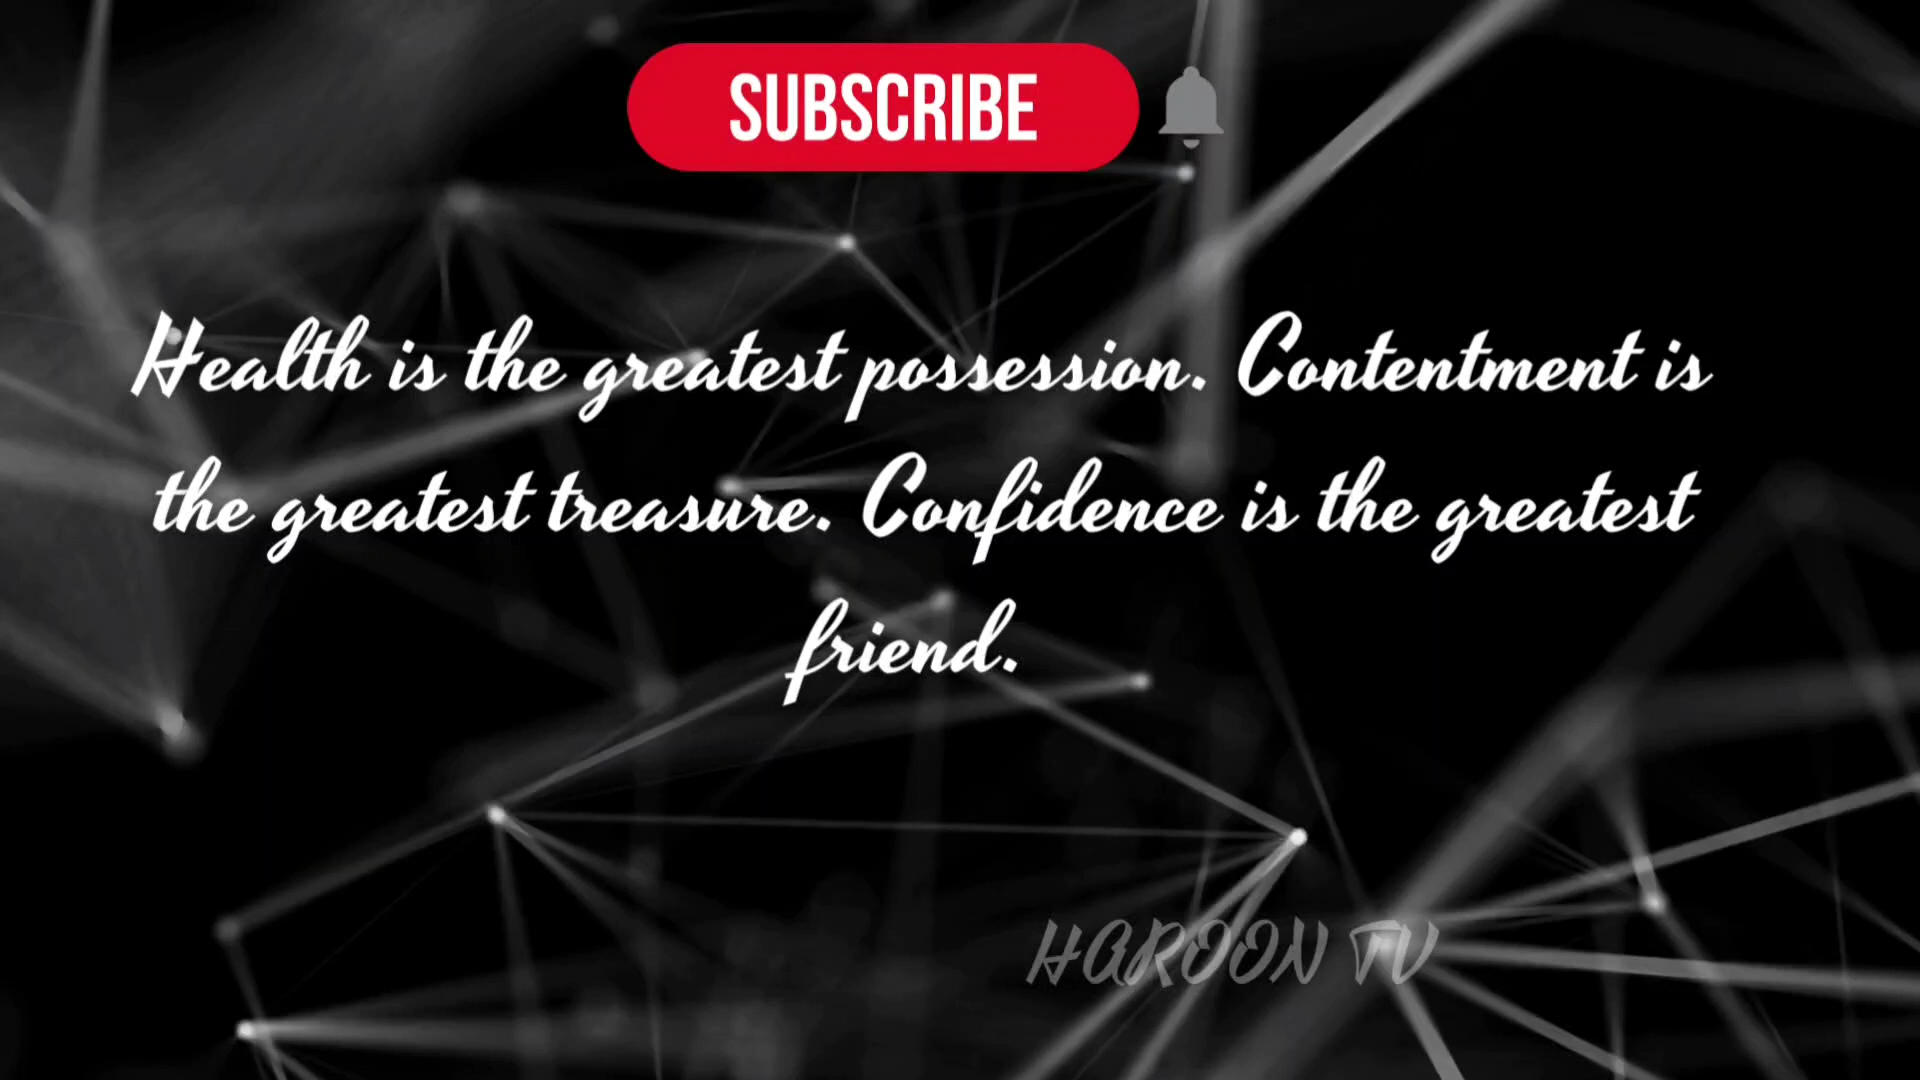 SUBSCRIBE
Health is the greatest possession. Contentment is
the greatest treasure. Confidence is the greatest
friend.
HAROON TV